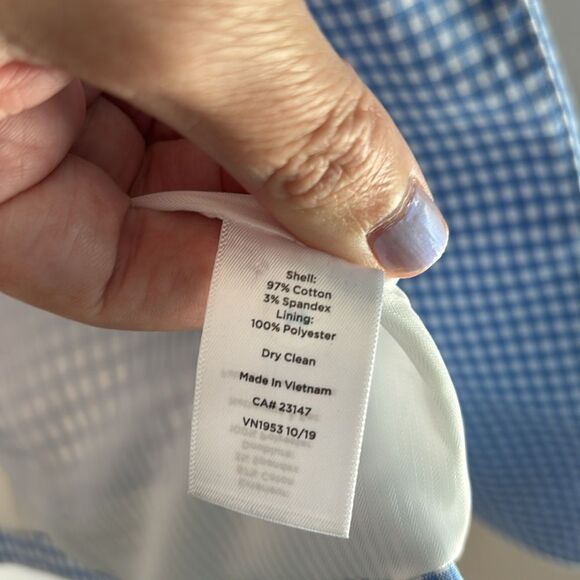 Shell:
97% Cotton
3% Spandex
Lining:
100% Polyester
Dry Clean
Made in Vietnam
CA# 23147
VN1953 10/19